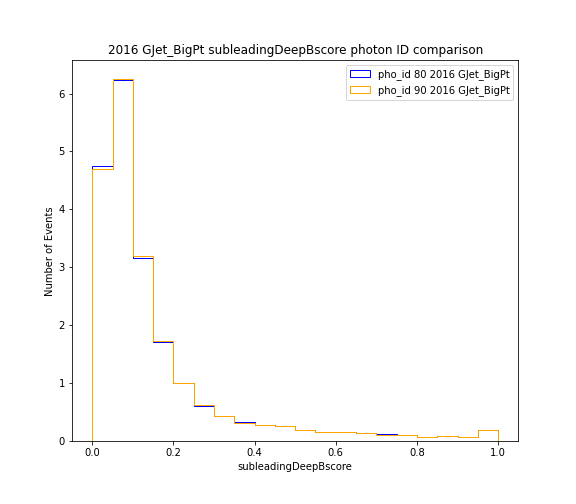 2016 GJet_BigPt subleadingDeepBscore photon ID comparison
pho_id 80 2016 GJet_BigPt
pho_id 90 2016 GJet_BigPt
Number of Events
6
5
4
3
2
1
0
0.0 0.2 0.4 0.6 0.8 1.0
subleadingDeepBscore